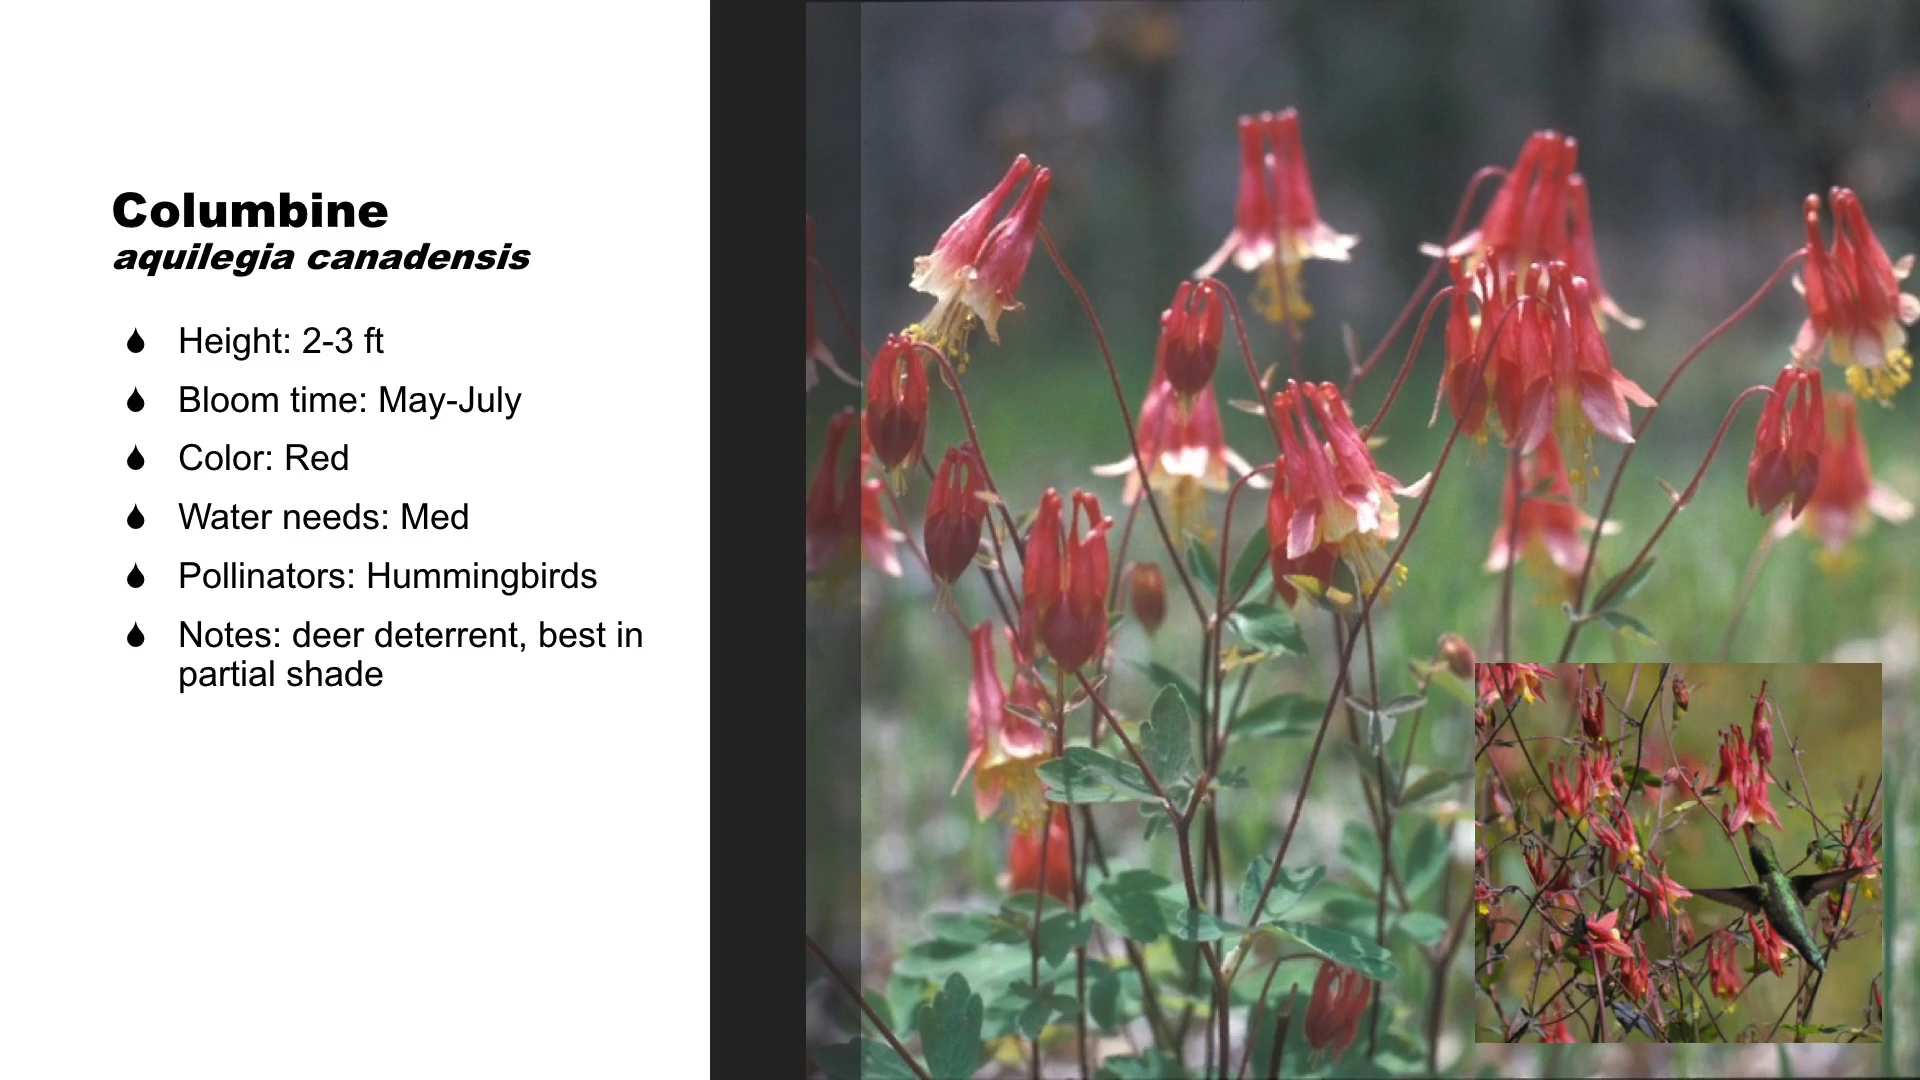 Columbine
aquilegia canadensis
Height: 2-3 ft
Bloom time: May-July
Color: Red
Water needs: Med
Pollinators: Hummingbirds
Notes: deer deterrent, best in
partial shade